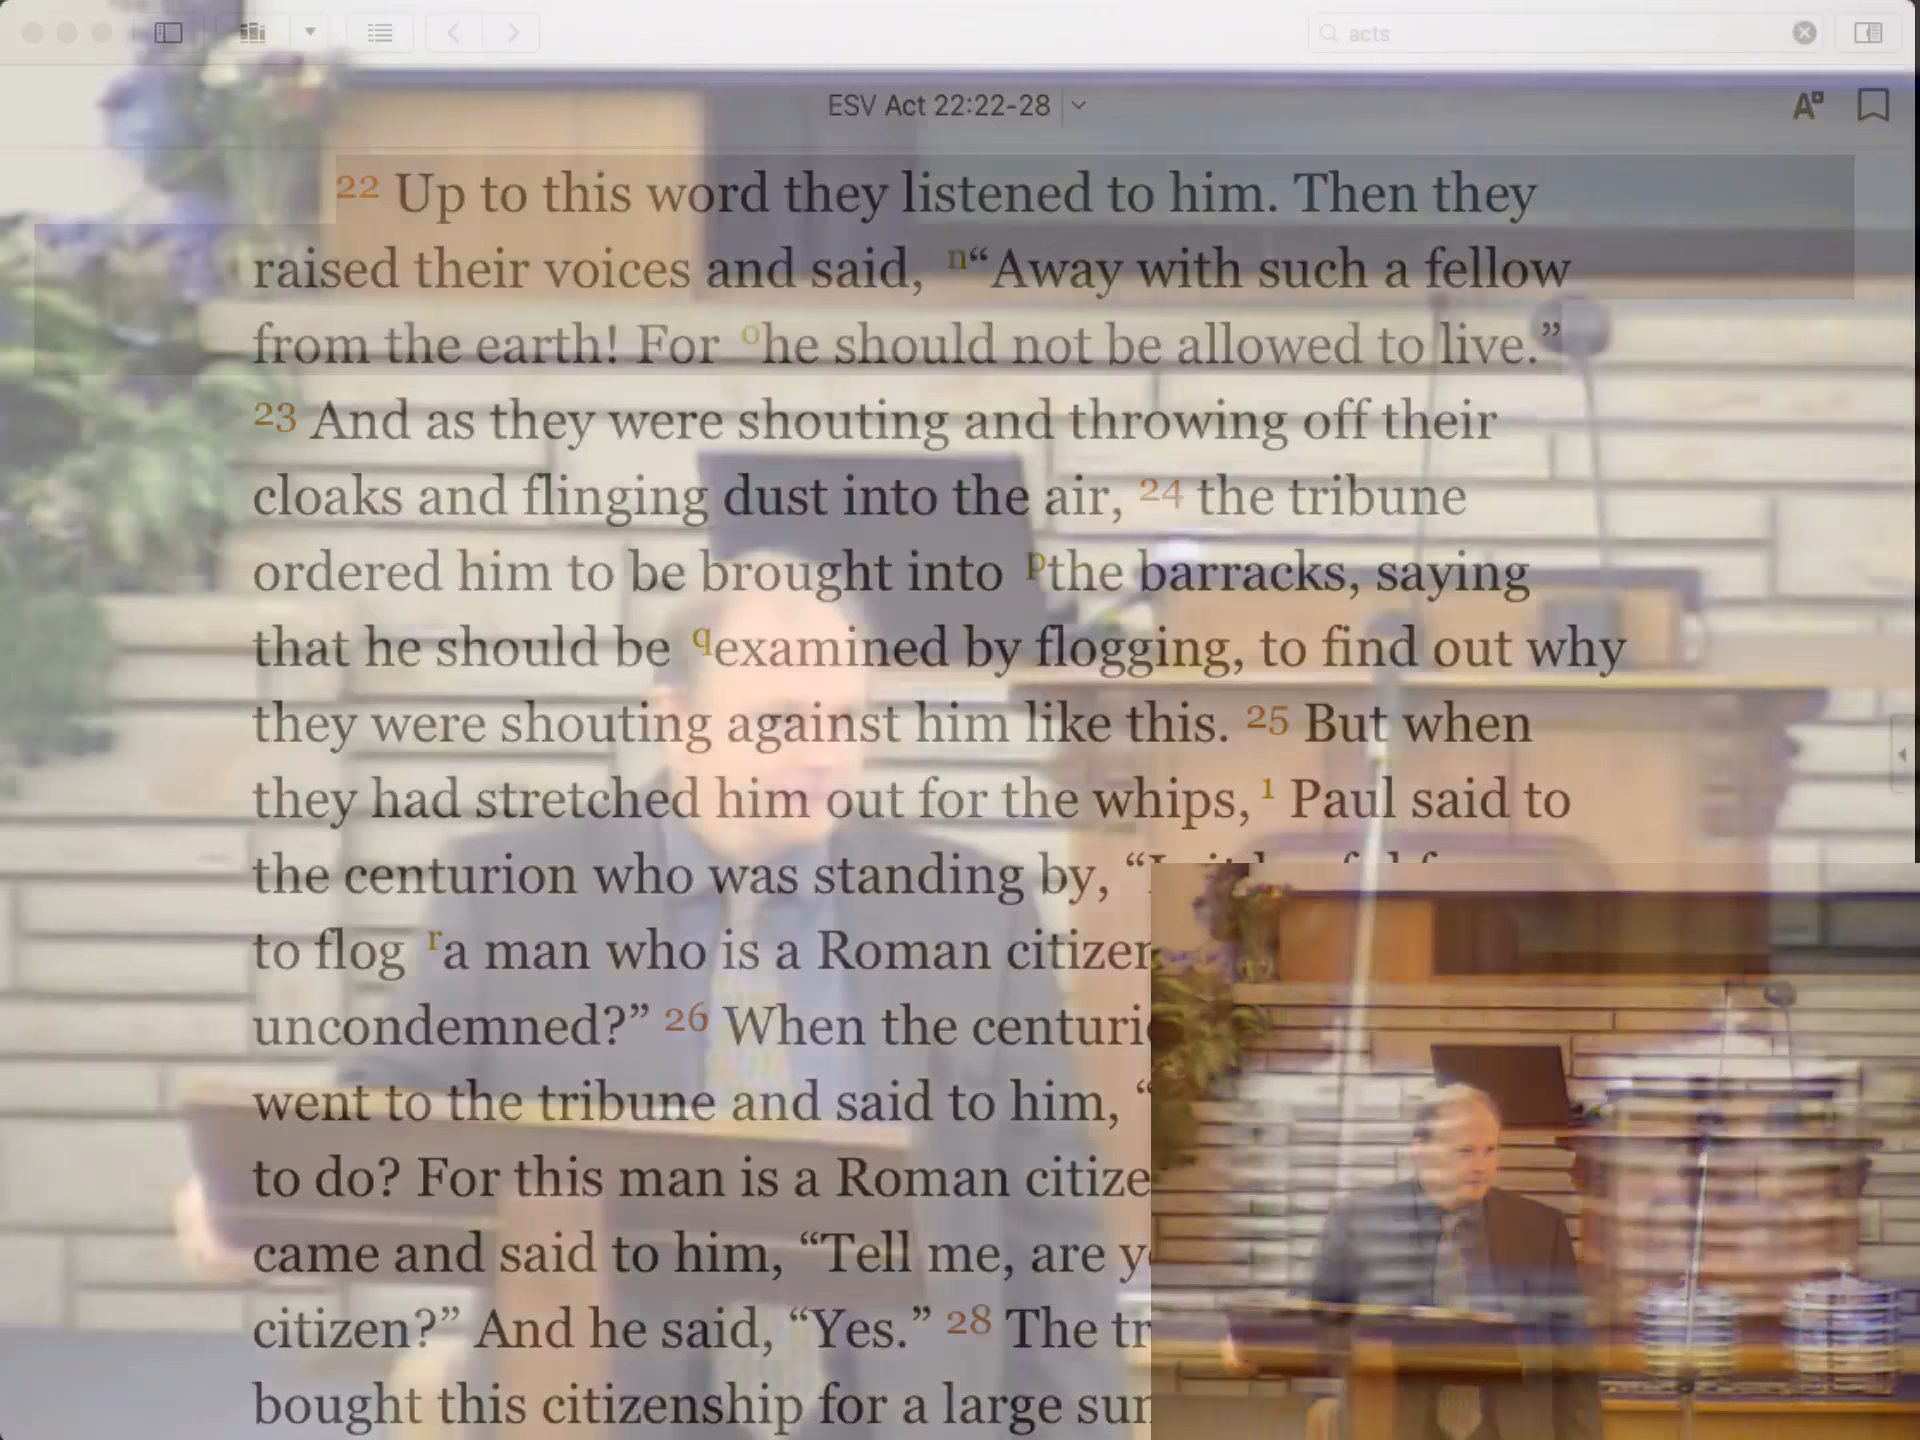 acts
ESV Act 22:22-28
22 Up to this word they listened to him. Then they
raised their voices and said, n“Away with such a fellow
from the earth! For ohe should not be allowed to live.”
23 And as they were shouting and throwing off their
cloaks and flinging dust into the air, 24 the tribune
ordered him to be brought into pthe barracks, saying
that he should be qexamined by flogging, to find out why
they were shouting against him like this. 25 But when
they had stretched him out for the whips,1 Paul said to
the centurion who was standing by,
to flog ra man who is a Roman citizen
uncondemned?” 26 When the centuri
went to the tribune and said to him, “
to do? For this man is a Roman citize
came and said to him, “Tell me, are y
citizen?” And he said, “Yes.” 28 The tr
bought this citizenship for a large sum